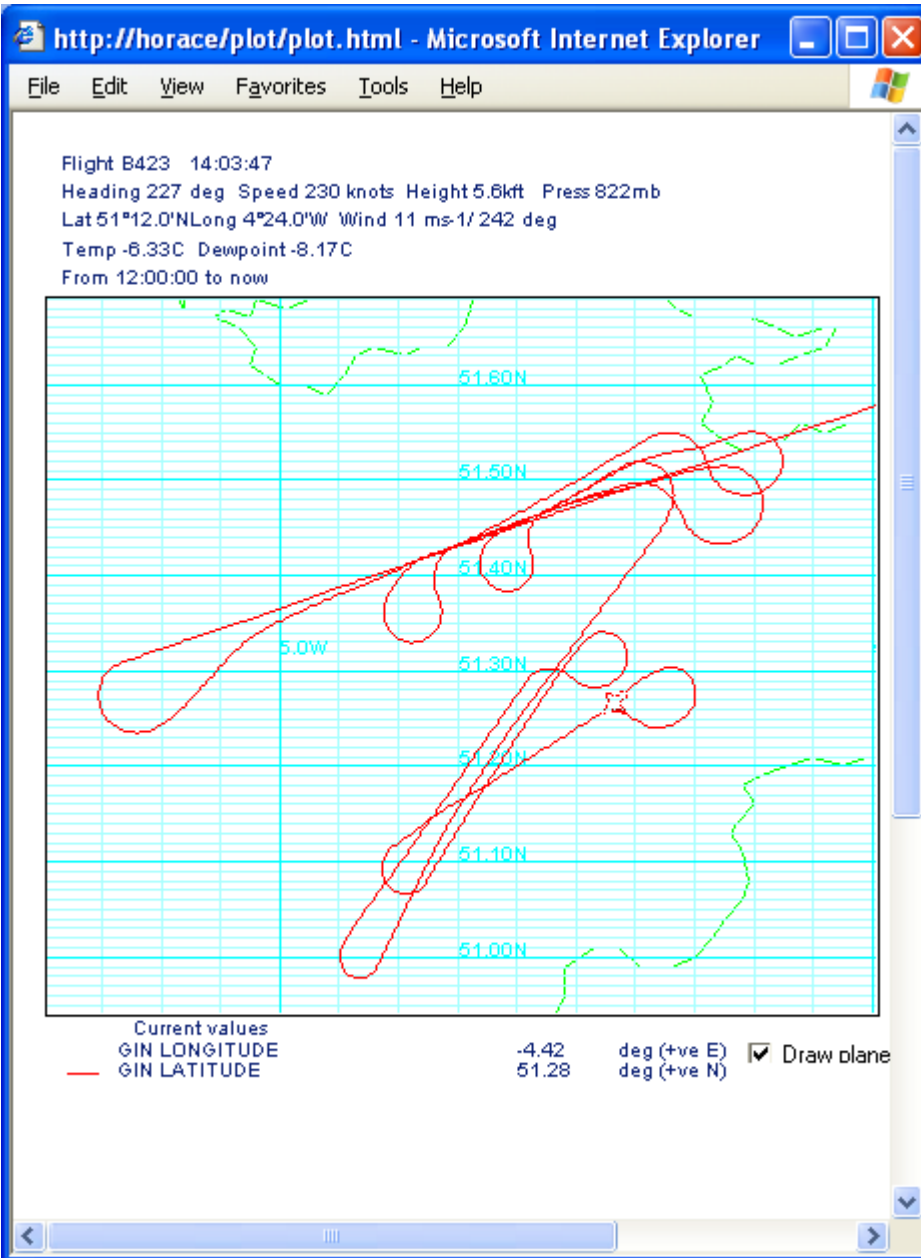 http://horace/plot/plot.html - Microsoft Internet Explorer
File Edit View Favorites Tools Help
Flight B423 14:03:47
Heading 227 deg Speed 230 knots Height 5.6kft Press 822mb
Lat 51°12.0'NLong 4°24.0'W Wind 11 ms-1/ 242 deg
Temp -6.33C Dewpoint -8.17C
From 12:00:00 to now
51.60N
51.50N
51.40N
5.0W
51.30N
51.20N
51.10N
51.00N
Current values
GIN LONGITUDE -4.42 deg (+ve E)
GIN LATITUDE 51.28 deg (+ve N)
Draw plane